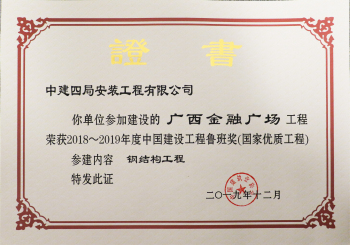 證書
中建四局安装工程有限公司
你单位参加建设的 广西金融广场 工程
荣获2018～2019年度中国建设工程鲁班奖(国家优质工程)
参建内容 钢结构工程
特发此证
二〇一九年十二月